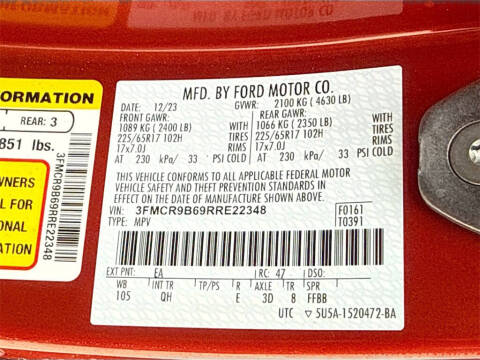 MFD. BY FORD MOTOR CO.
DATE: 12/23 GVWR: 2100 KG ( 4630 LB)
FRONT GAWR: REAR GAWR:
1089 KG ( 2400 LB) 1066 KG ( 2350 LB)
225/65R17 102H TIRES 225/65R17 102H TIRES
17x7.0J RIMS 17x7.0J RIMS
AT 230 kPa/ 33 PSI COLD AT 230 kPa/ 33 PSI COLD
THIS VEHICLE CONFORMS TO ALL APPLICABLE FEDERAL MOTOR
VEHICLE SAFETY AND THEFT PREVENTION STANDARDS IN
EFFECT ON THE DATE OF MANUFACTURE SHOWN ABOVE.
VIN: 3FMCR9B69RRE22348 F0161
TYPE: MPV T0391
EXT PNT: EA RC: 47 DSO:
WB INT TR TP/PS R AXLE TR SPR
105 QH E 3D 8 FFBB
UTC 5U5A-1520472-BA
FORMATION
REAR: 3
851 lbs.
3FMCR9B69RRE22348
WNERS
FOR
ONAL
ATION